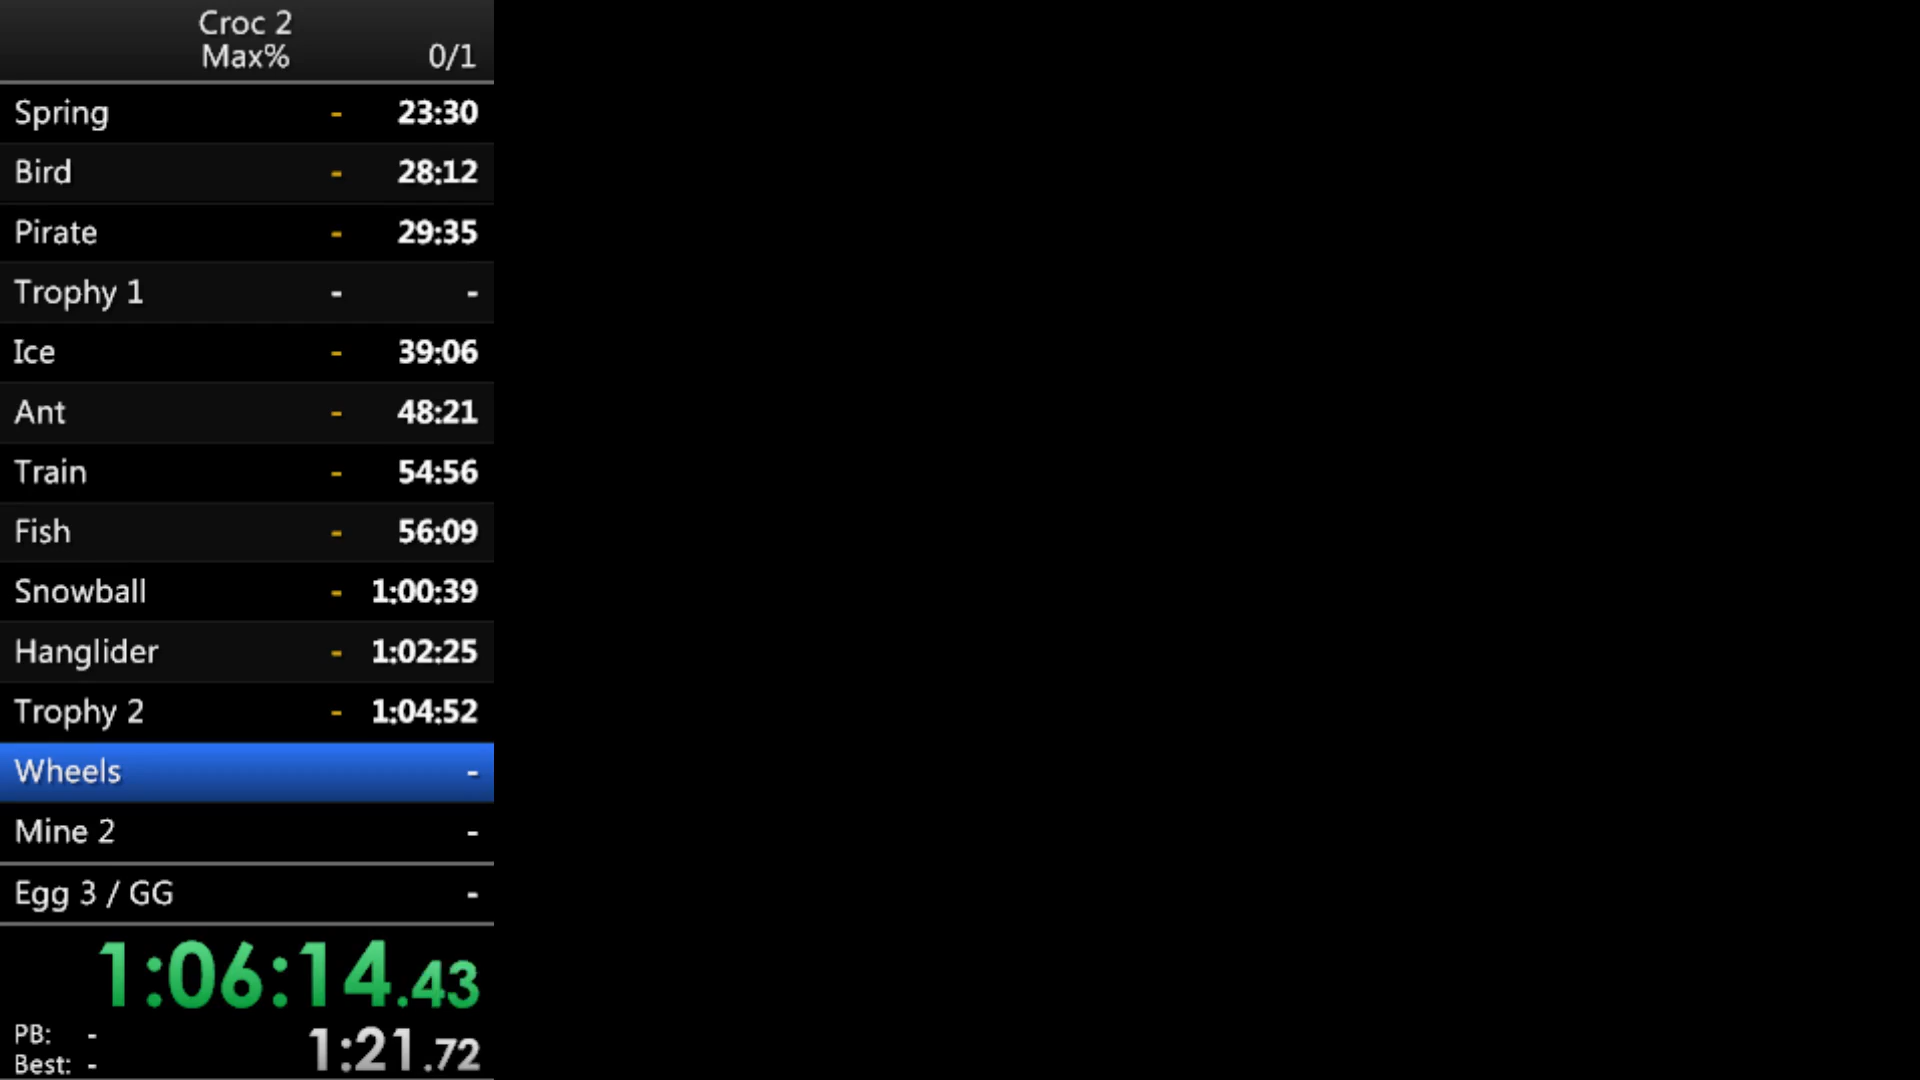 Croc 2
Max% 0/1
Spring - 23:30
Bird - 28:12
Pirate - 29:35
Trophy 1 - -
Ice - 39:06
Ant - 48:21
Train - 54:56
Fish - 56:09
Snowball - 1:00:39
Hanglider - 1:02:25
Trophy 2 - 1:04:52
Wheels -
Mine 2 -
Egg 3 / GG -
1:06:14.43
PB: -
Best: - 1:21.72